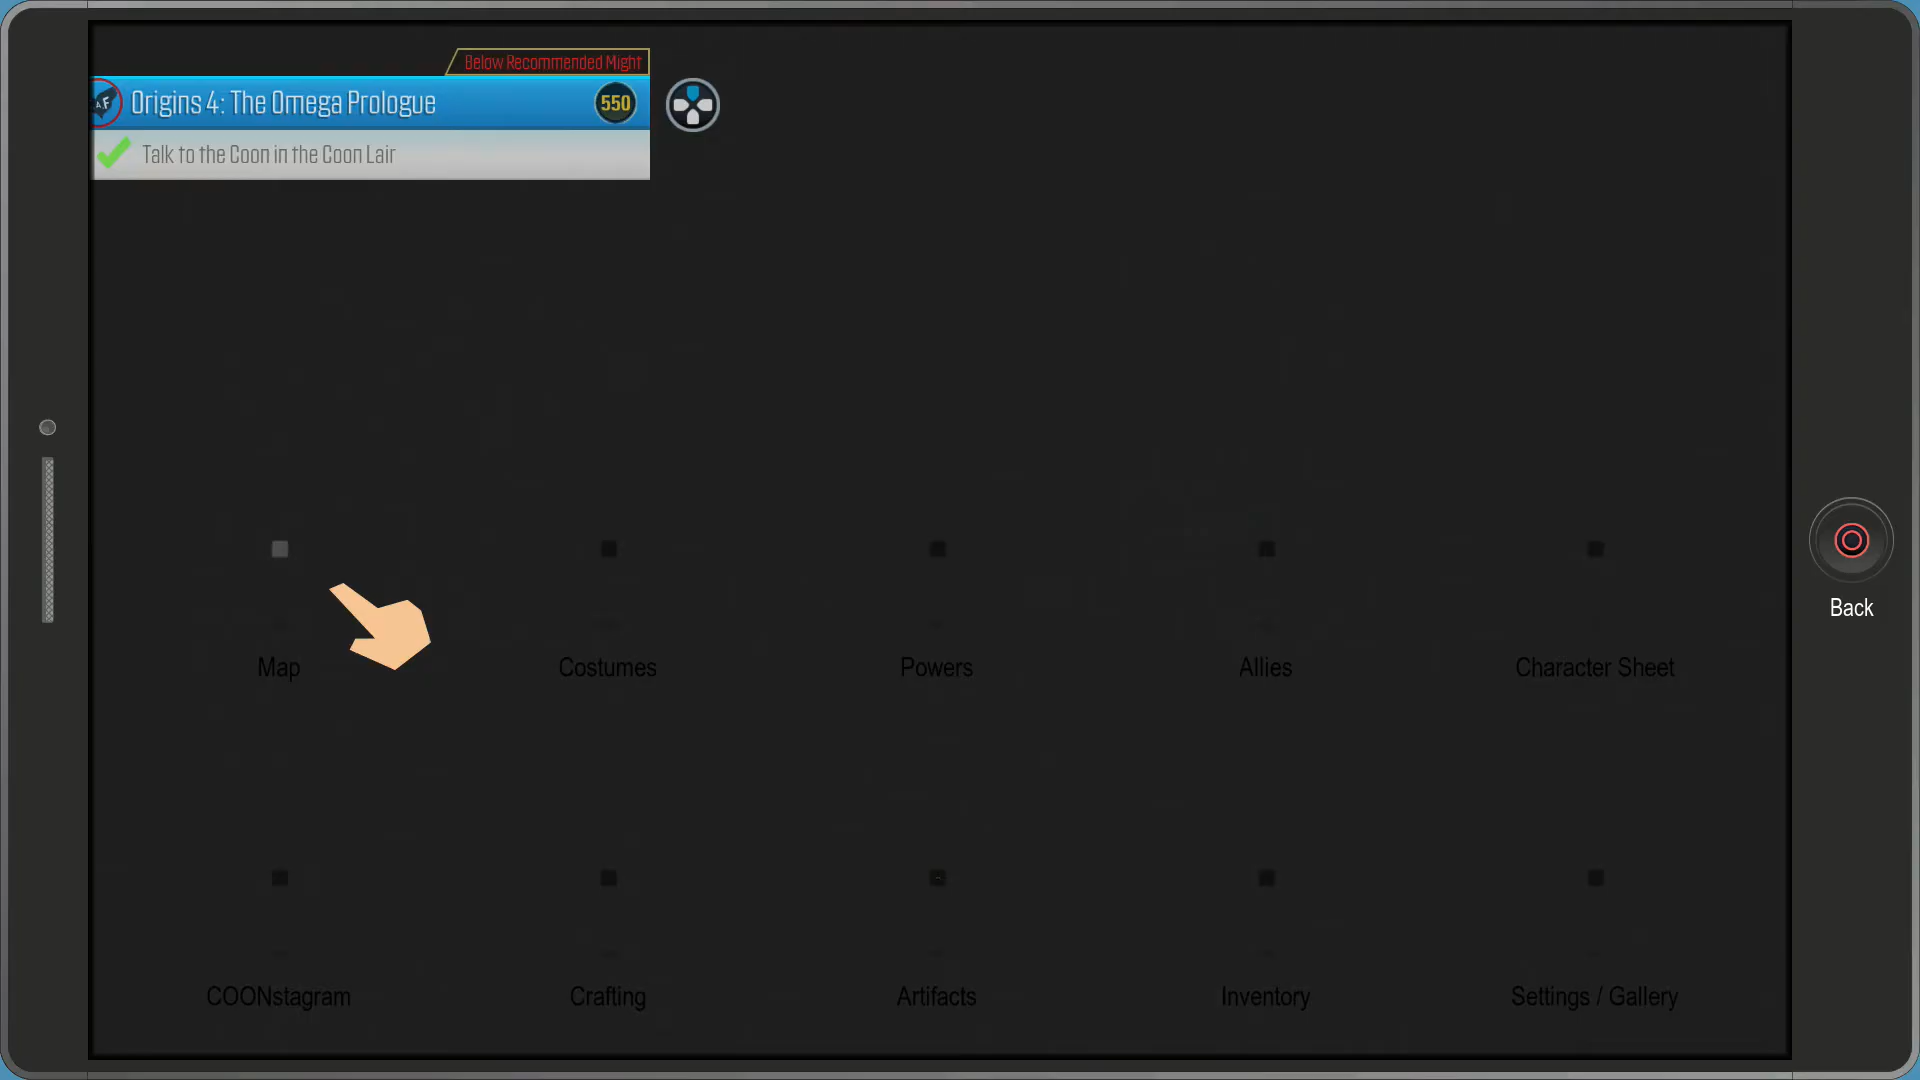 Below Recommended Might
Origins 4: The Omega Prologue
550
Talk to the Coon in the Coon Lair
Back
Map
Costumes
Powers
Allies
Character Sheet
COONstagram
Crafting
Artifacts
Inventory
Settings / Gallery